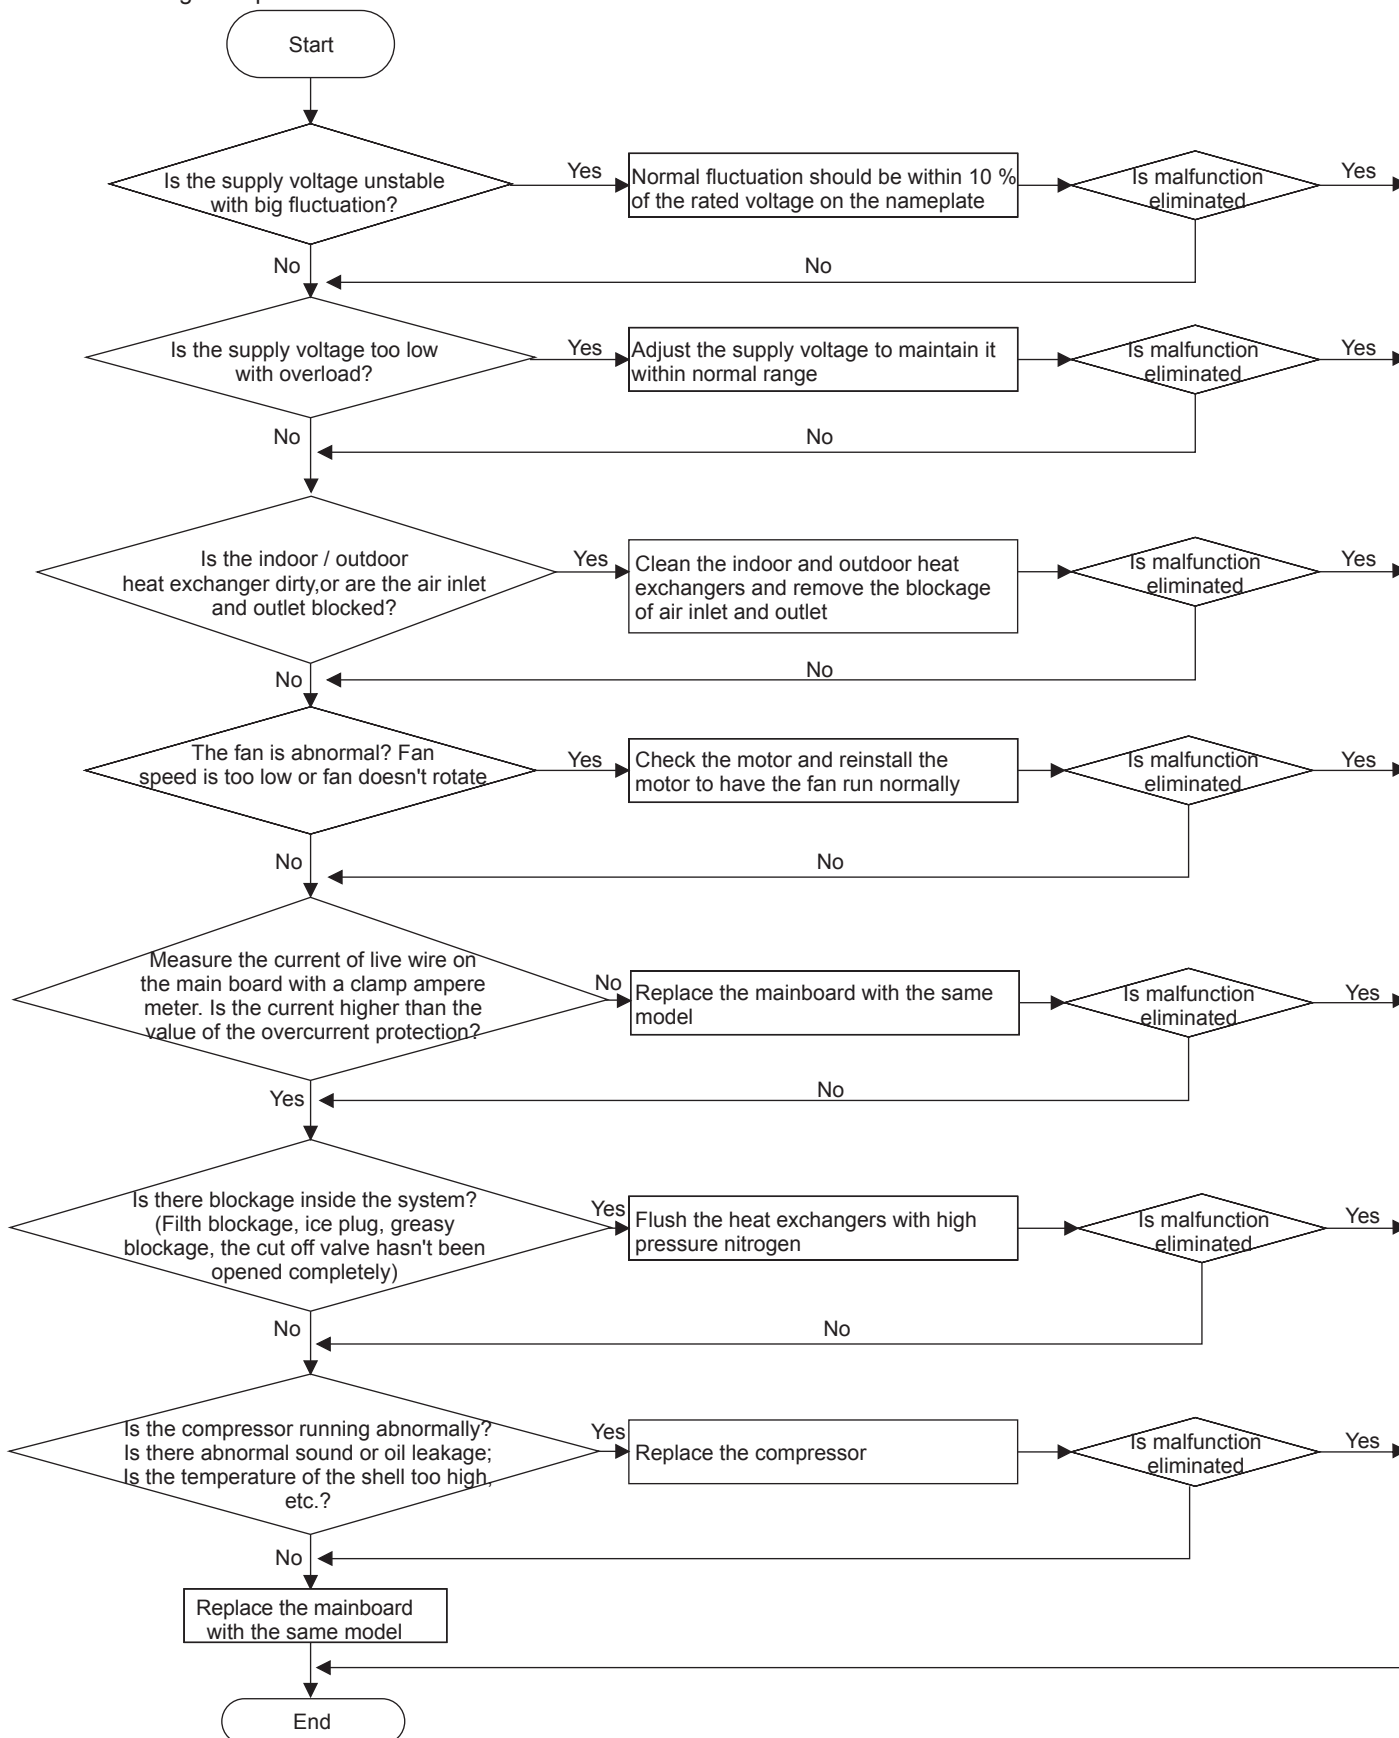 Start
Is the supply voltage unstable
with big fluctuation?
Yes
Normal fluctuation should be within 10 %
of the rated voltage on the nameplate
Is malfunction
eliminated
Yes
No
No
Is the supply voltage too low
with overload?
Yes
Adjust the supply voltage to maintain it
within normal range
Is malfunction
eliminated
Yes
No
No
Is the indoor / outdoor
heat exchanger dirty,or are the air inlet
and outlet blocked?
Yes
Clean the indoor and outdoor heat
exchangers and remove the blockage
of air inlet and outlet
Is malfunction
eliminated
Yes
No
No
The fan is abnormal? Fan
speed is too low or fan doesn't rotate
Yes
Check the motor and reinstall the
motor to have the fan run normally
Is malfunction
eliminated
Yes
No
No
Measure the current of live wire on
the main board with a clamp ampere
meter. Is the current higher than the
value of the overcurrent protection?
No
Replace the mainboard with the same
model
Is malfunction
eliminated
Yes
Yes
No
Is there blockage inside the system?
(Filth blockage, ice plug, greasy
blockage, the cut off valve hasn't been
opened completely)
Yes
Flush the heat exchangers with high
pressure nitrogen
Is malfunction
eliminated
Yes
No
No
Is the compressor running abnormally?
Is there abnormal sound or oil leakage;
Is the temperature of the shell too high,
etc.?
Yes
Replace the compressor
Is malfunction
eliminated
Yes
No
Replace the mainboard
with the same model
End